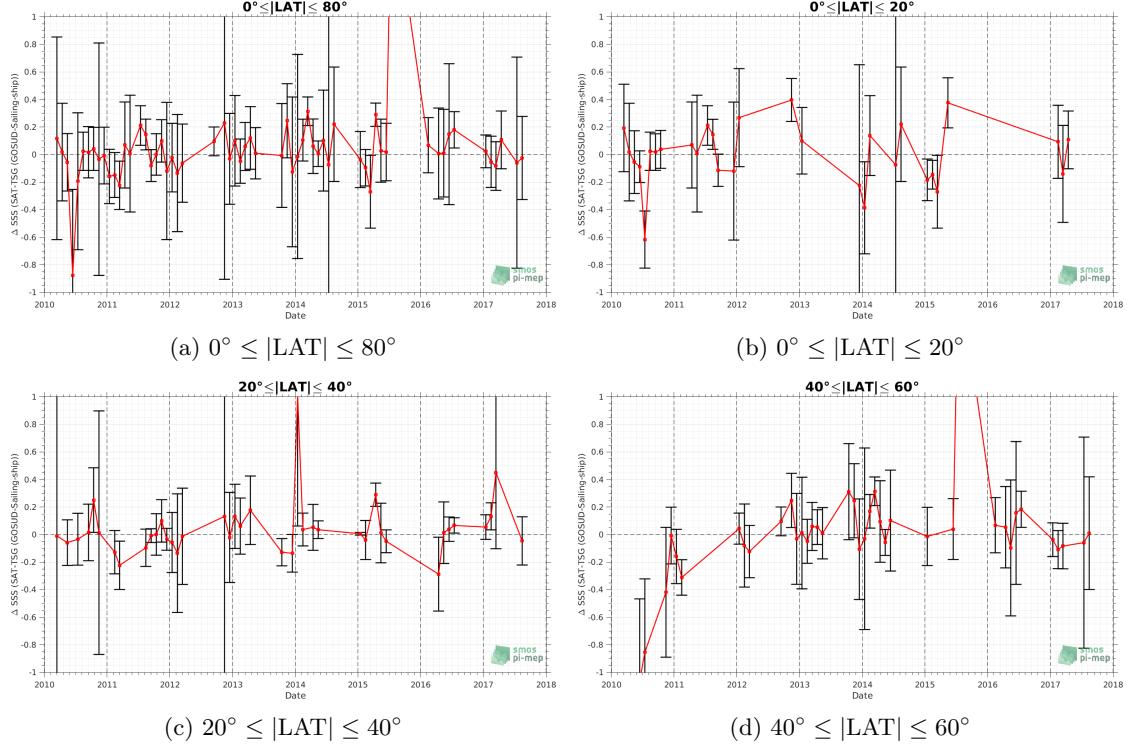 0°≤|LAT|≤ 80°
Δ SSS (SAT-TSG (GOSUD-Sailing-ship))
1
0.8
0.6
0.4
0.2
0
-0.2
-0.4
-0.6
-0.8
-1
2010 2011 2012 2013 2014 2015 2016 2017 2018
Date
smos
pi-mep
(a) 0° ≤ |LAT| ≤ 80°
0°≤|LAT|≤ 20°
Δ SSS (SAT-TSG (GOSUD-Sailing-ship))
1
0.8
0.6
0.4
0.2
0
-0.2
-0.4
-0.6
-0.8
-1
2010 2011 2012 2013 2014 2015 2016 2017 2018
Date
smos
pi-mep
(b) 0° ≤ |LAT| ≤ 20°
20°≤|LAT|≤ 40°
Δ SSS (SAT-TSG (GOSUD-Sailing-ship))
1
0.8
0.6
0.4
0.2
0
-0.2
-0.4
-0.6
-0.8
-1
2010 2011 2012 2013 2014 2015 2016 2017 2018
Date
smos
pi-mep
(c) 20° ≤ |LAT| ≤ 40°
40°≤|LAT|≤ 60°
Δ SSS (SAT-TSG (GOSUD-Sailing-ship))
1
0.8
0.6
0.4
0.2
0
-0.2
-0.4
-0.6
-0.8
-1
2010 2011 2012 2013 2014 2015 2016 2017 2018
Date
smos
pi-mep
(d) 40° ≤ |LAT| ≤ 60°